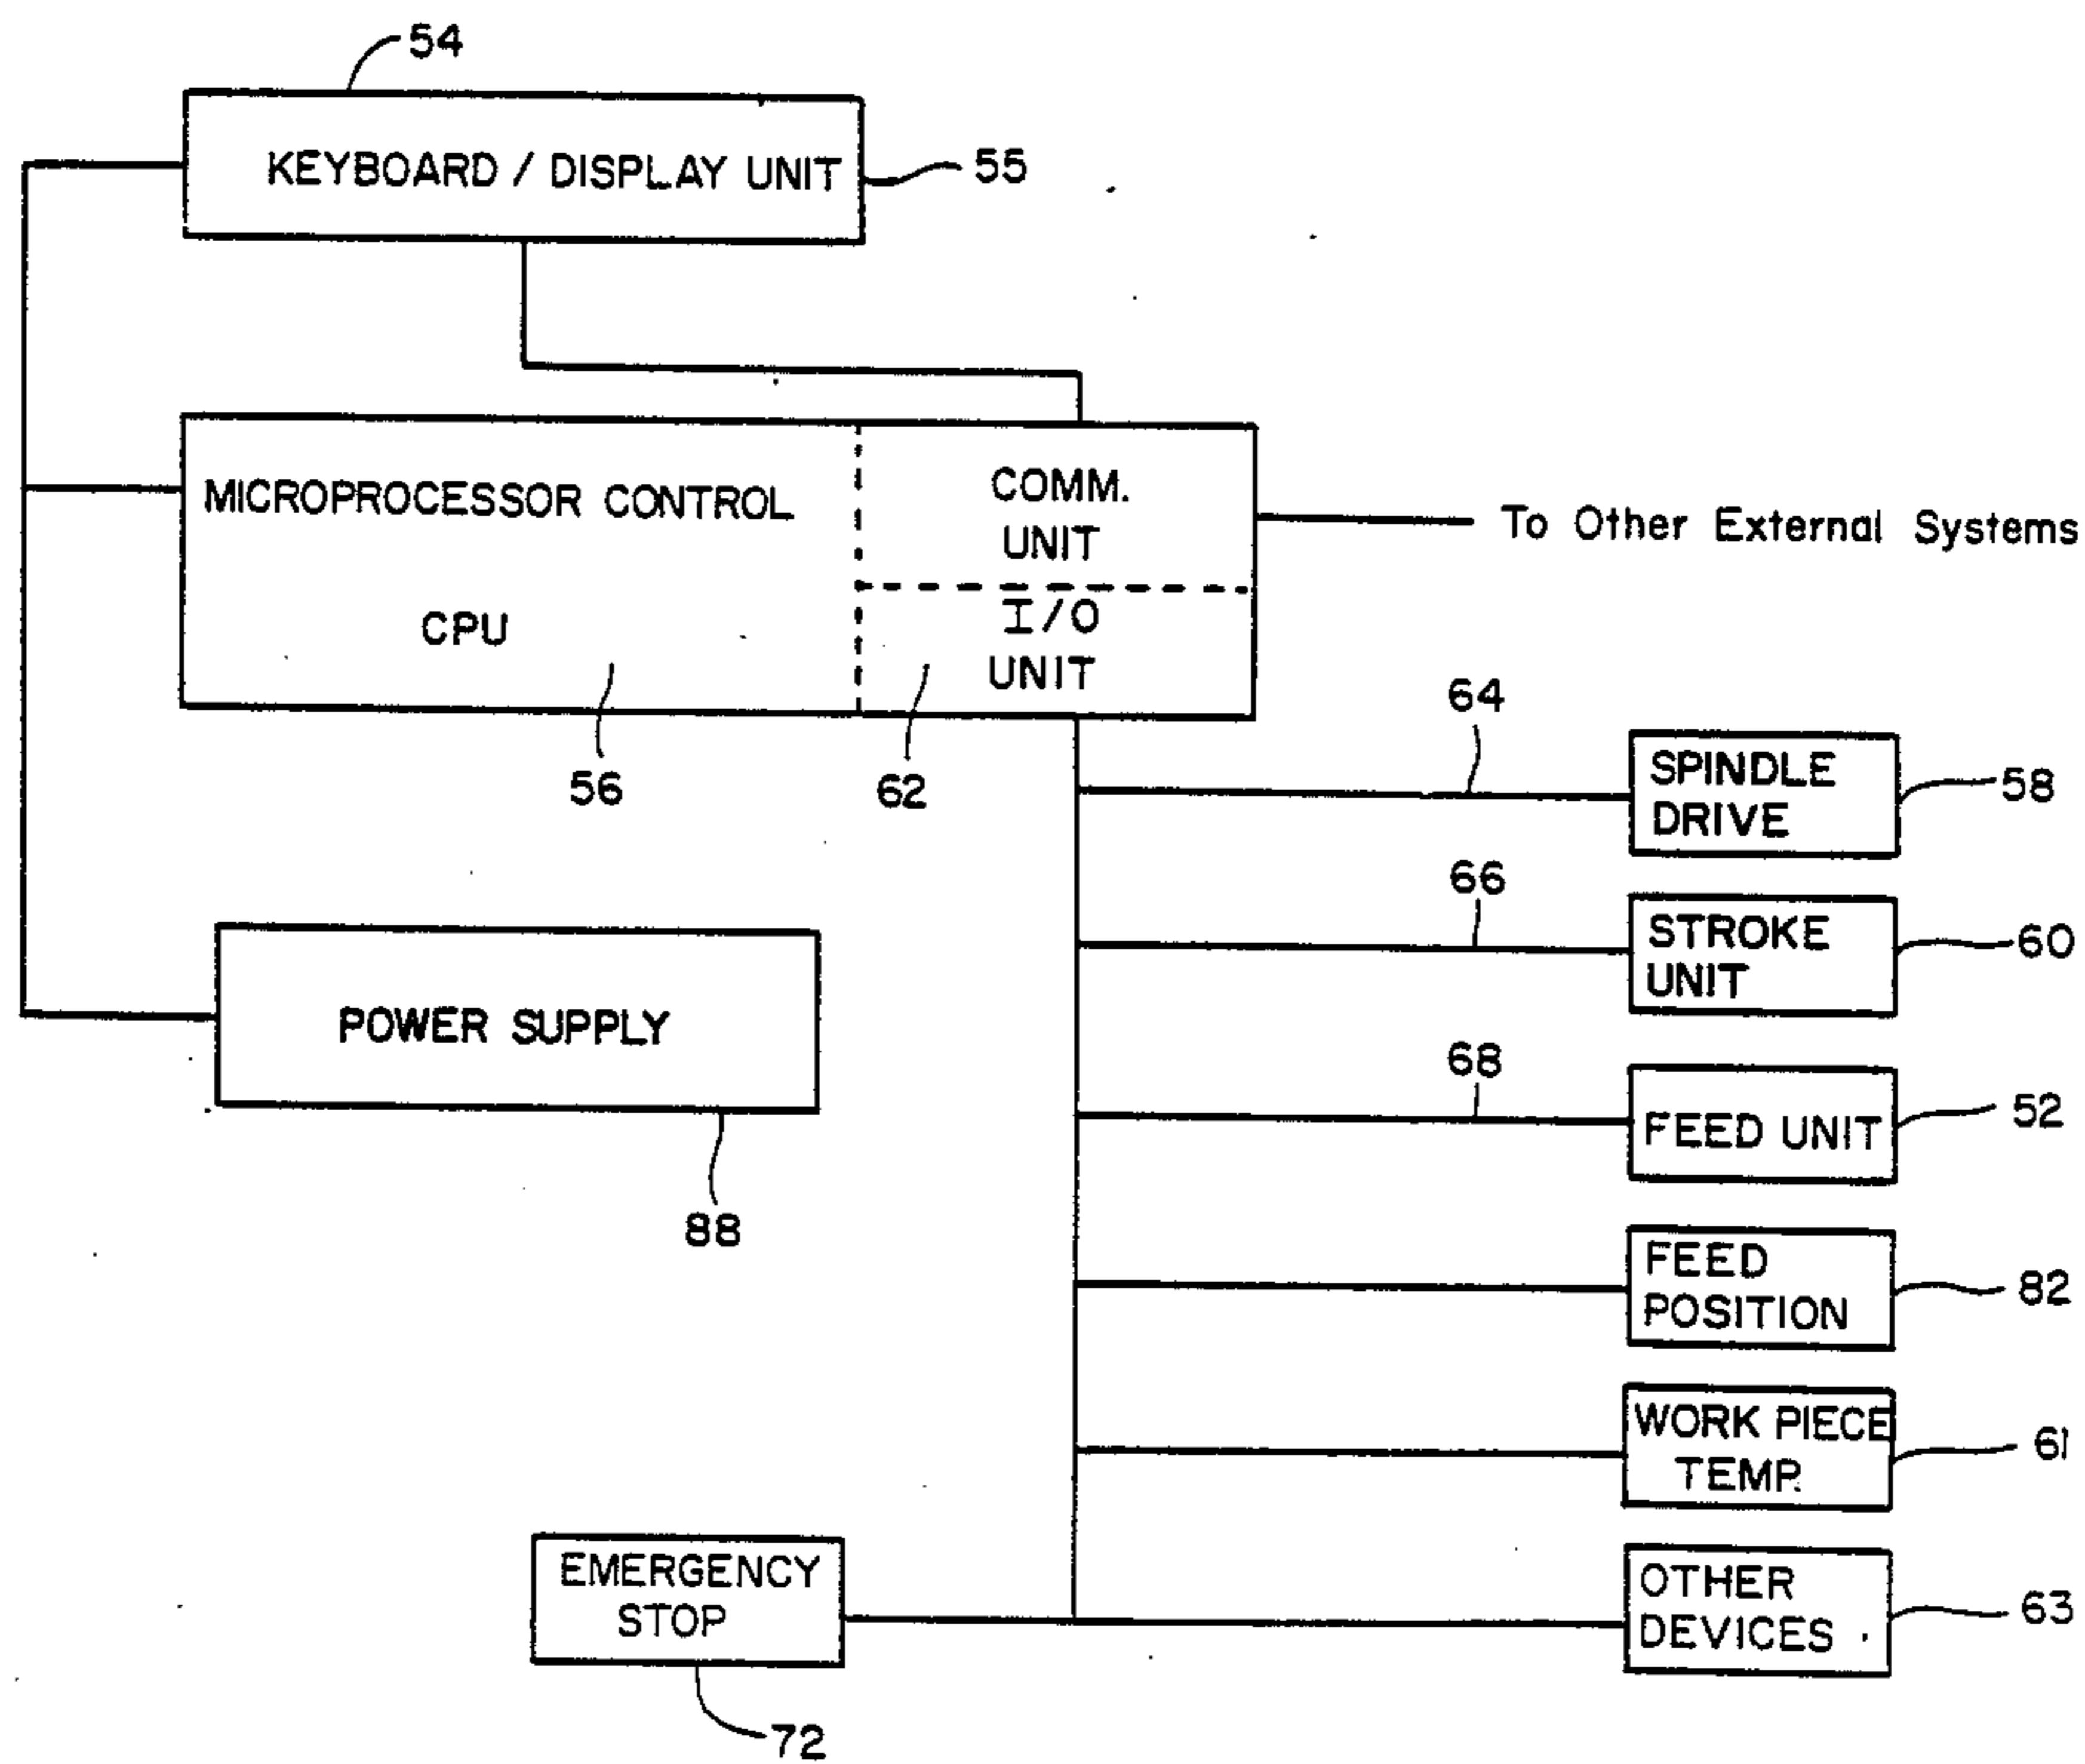 54
KEYBOARD / DISPLAY UNIT
55
MICROPROCESSOR CONTROL
CPU
COMM.
UNIT
I/O
UNIT
To Other External Systems
56
62
64
SPINDLE
DRIVE
58
66
STROKE
UNIT
60
POWER SUPPLY
88
68
FEED UNIT
52
FEED
POSITION
82
WORK PIECE
TEMP.
61
EMERGENCY
STOP
72
OTHER
DEVICES
63